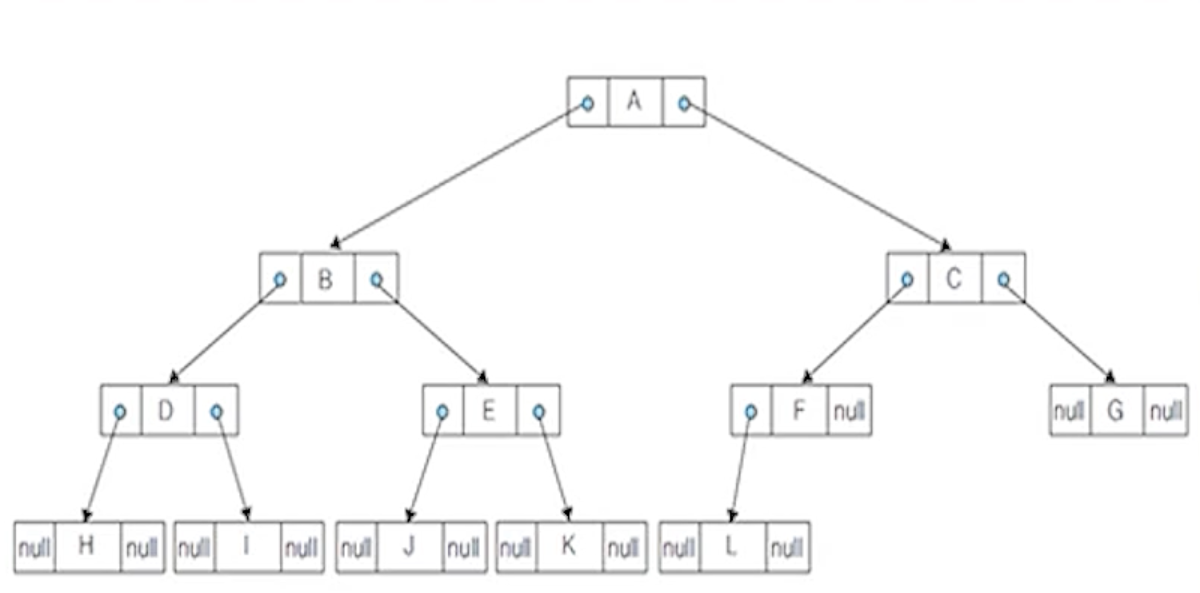 A
B
C
D
E
F null
null G null
null H null
null I null
null J null
null K null
null L null